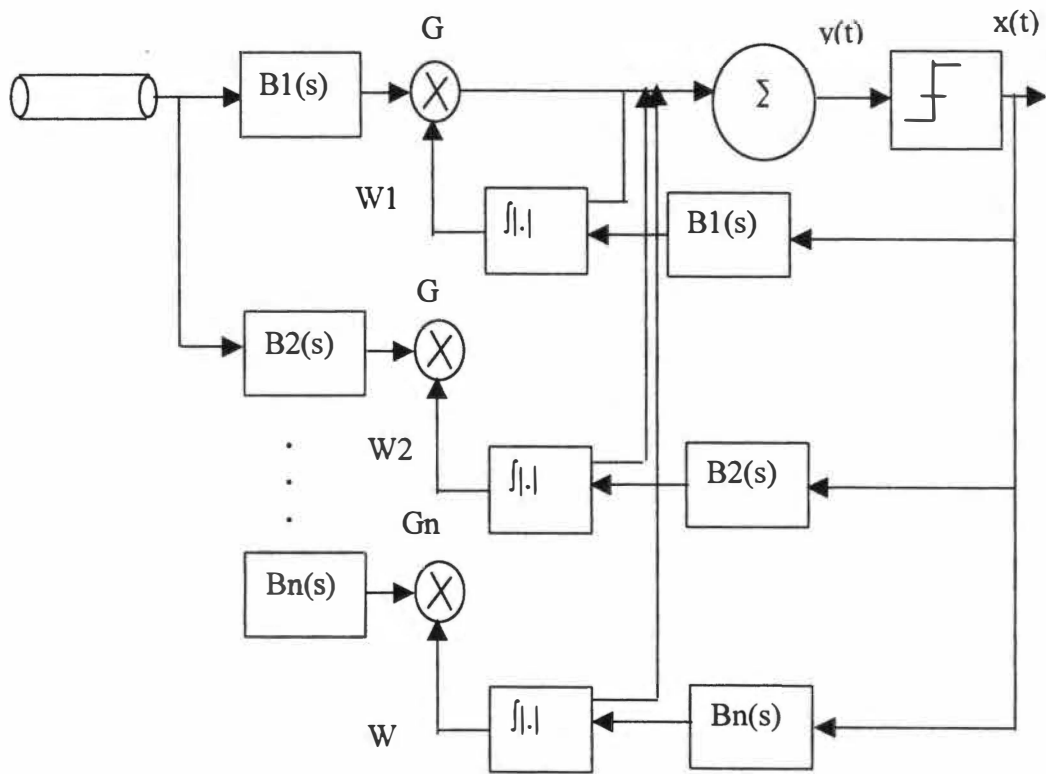 G
y(t)
x(t)
B1(s)
Σ
W1
∫|.|
B1(s)
G
B2(s)
W2
∫|.|
B2(s)
Gn
Bn(s)
W
∫|.|
Bn(s)